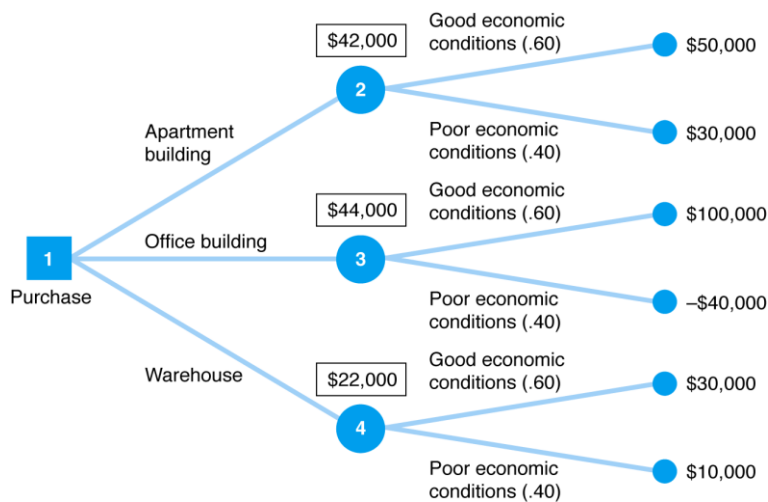 Good economic
conditions (.60)
$42,000
$50,000
2
Apartment
building
Poor economic
conditions (.40)
$30,000
Good economic
conditions (.60)
$44,000
$100,000
1
Office building
3
Purchase
Poor economic
conditions (.40)
–$40,000
Warehouse
Good economic
conditions (.60)
$22,000
$30,000
4
Poor economic
conditions (.40)
$10,000